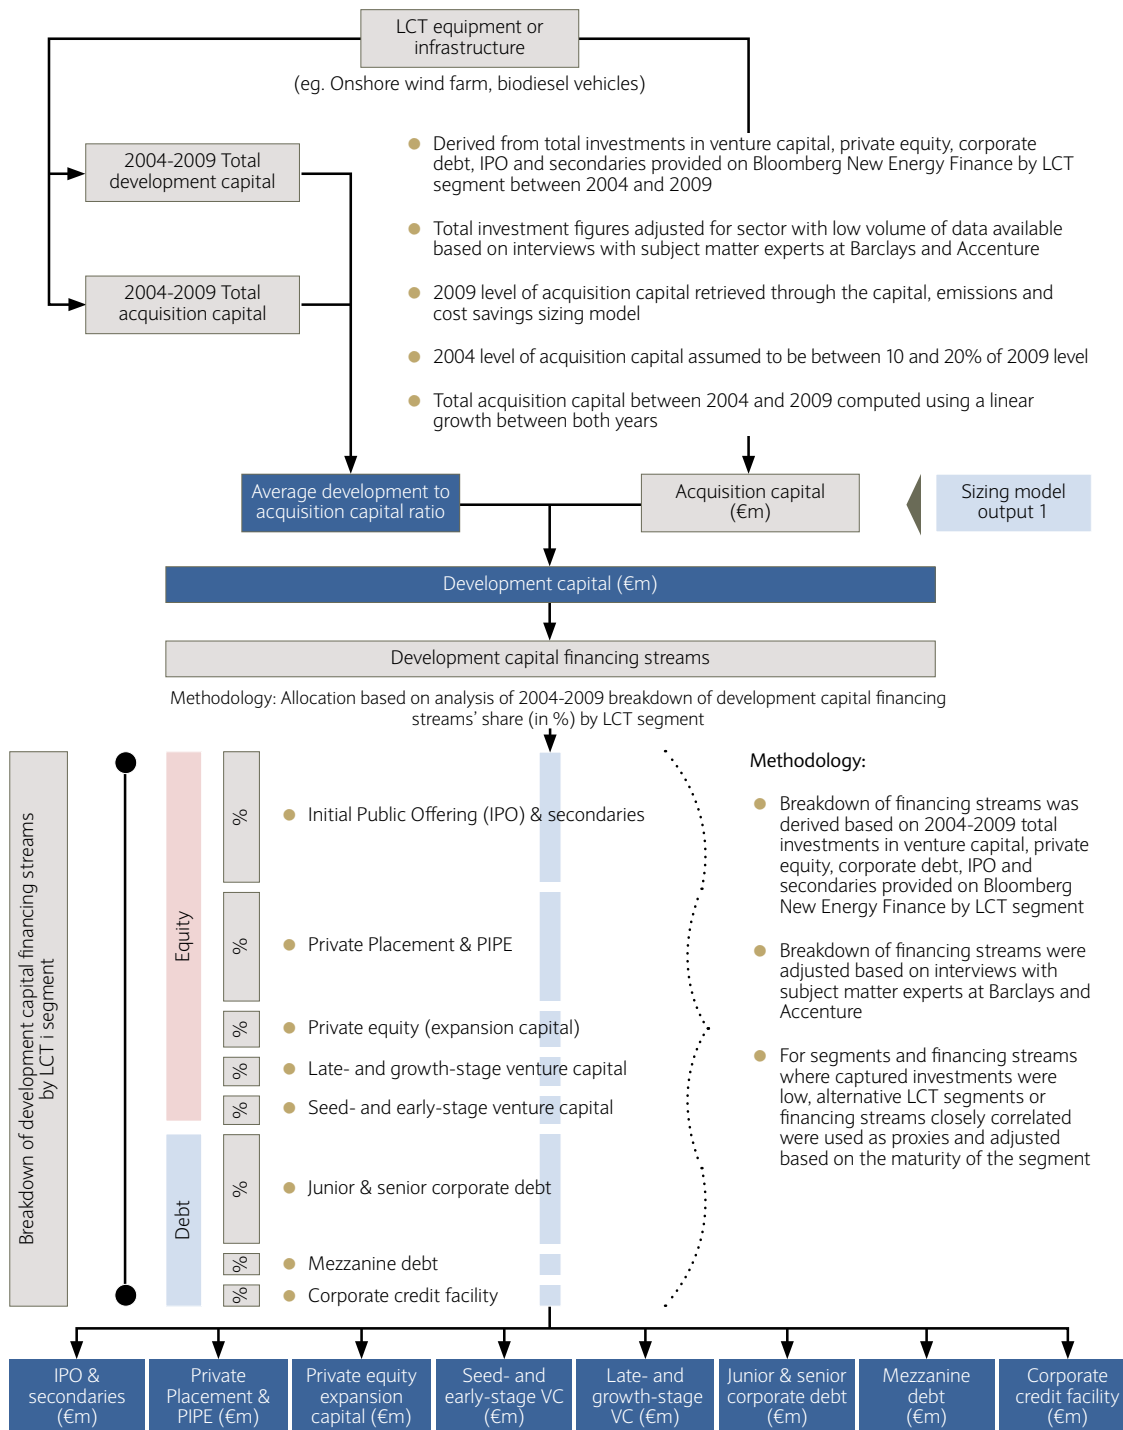 LCT equipment or
infrastructure
(eg. Onshore wind farm, biodiesel vehicles)
2004-2009 Total
development capital
2004-2009 Total
acquisition capital
Derived from total investments in venture capital, private equity, corporate
debt, IPO and secondaries provided on Bloomberg New Energy Finance by LCT
segment between 2004 and 2009
Total investment figures adjusted for sector with low volume of data available
based on interviews with subject matter experts at Barclays and Accenture
2009 level of acquisition capital retrieved through the capital, emissions and
cost savings sizing model
2004 level of acquisition capital assumed to be between 10 and 20% of 2009 level
Total acquisition capital between 2004 and 2009 computed using a linear
growth between both years
Average development to
acquisition capital ratio
Acquisition capital
(€m)
Sizing model
output 1
Development capital (€m)
Development capital financing streams
Methodology: Allocation based on analysis of 2004-2009 breakdown of development capital financing
streams' share (in %) by LCT segment
Breakdown of development capital financing streams
by LCT i segment
Equity
Debt
%
Initial Public Offering (IPO) & secondaries
%
Private Placement & PIPE
%
Private equity (expansion capital)
%
Late- and growth-stage venture capital
%
Seed- and early-stage venture capital
%
Junior & senior corporate debt
%
Mezzanine debt
%
Corporate credit facility
Methodology:
Breakdown of financing streams was
derived based on 2004-2009 total
investments in venture capital, private
equity, corporate debt, IPO and
secondaries provided on Bloomberg
New Energy Finance by LCT segment
Breakdown of financing streams were
adjusted based on interviews with
subject matter experts at Barclays and
Accenture
For segments and financing streams
where captured investments were
low, alternative LCT segments or
financing streams closely correlated
were used as proxies and adjusted
based on the maturity of the segment
IPO &
secondaries
(€m)
Private
Placement &
PIPE (€m)
Private equity
expansion
capital (€m)
Seed- and
early-stage VC
(€m)
Late- and
growth-stage
VC (€m)
Junior & senior
corporate debt
(€m)
Mezzanine
debt
(€m)
Corporate
credit facility
(€m)